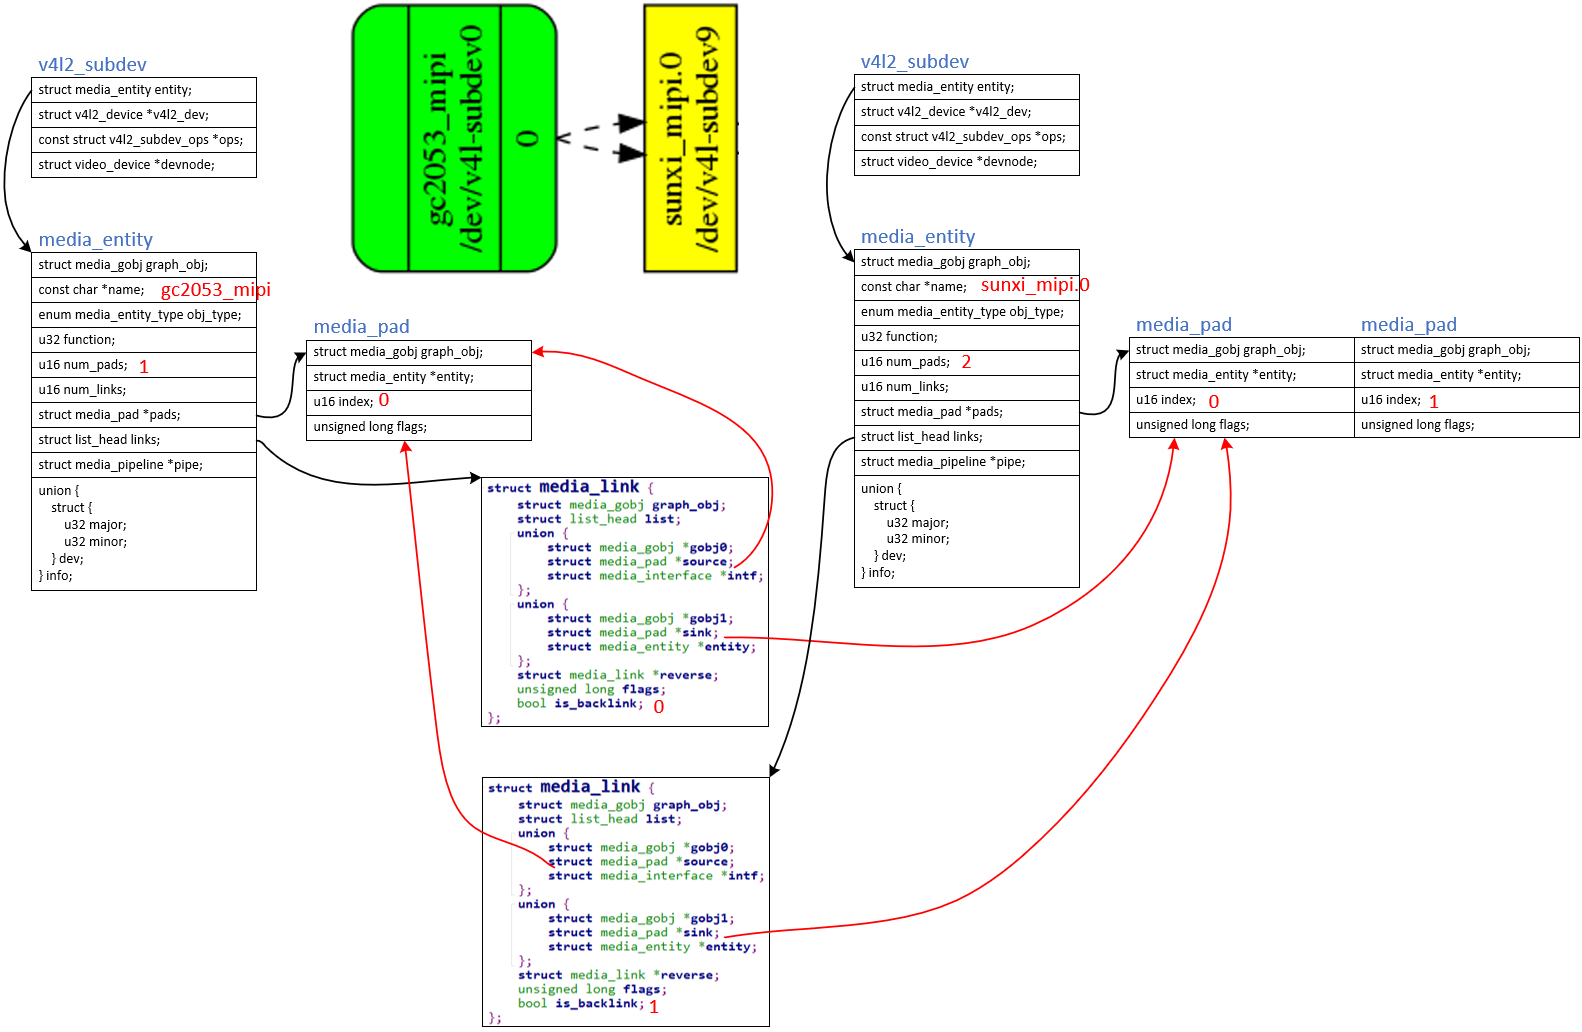 v4l2_subdev
struct media_entity entity;
struct v4l2_device *v4l2_dev;
const struct v4l2_subdev_ops *ops;
struct video_device *devnode;
media_entity
struct media_gobj graph_obj;
const char *name; gc2053_mipi
enum media_entity_type obj_type;
u32 function;
u16 num_pads; 1
u16 num_links;
struct media_pad *pads;
struct list_head links;
struct media_pipeline *pipe;
union {
struct {
u32 major;
u32 minor;
} dev;
} info;
gc2053_mipi
/dev/v4l-subdev0
0
sunxi_mipi.0
/dev/v4l-subdev9
media_pad
struct media_gobj graph_obj;
struct media_entity *entity;
u16 index; 0
unsigned long flags;
struct media_link {
struct media_gobj graph_obj;
struct list_head list;
union {
struct media_gobj *gobj0;
struct media_pad *source;
struct media_interface *intf;
};
union {
struct media_gobj *gobj1;
struct media_pad *sink;
struct media_entity *entity;
};
struct media_link *reverse;
unsigned long flags;
bool is_backlink; 0
};
struct media_link {
struct media_gobj graph_obj;
struct list_head list;
union {
struct media_gobj *gobj0;
struct media_pad *source;
struct media_interface *intf;
};
union {
struct media_gobj *gobj1;
struct media_pad *sink;
struct media_entity *entity;
};
struct media_link *reverse;
unsigned long flags;
bool is_backlink; 1
};
v4l2_subdev
struct media_entity entity;
struct v4l2_device *v4l2_dev;
const struct v4l2_subdev_ops *ops;
struct video_device *devnode;
media_entity
struct media_gobj graph_obj;
const char *name; sunxi_mipi.0
enum media_entity_type obj_type;
u32 function;
u16 num_pads; 2
u16 num_links;
struct media_pad *pads;
struct list_head links;
struct media_pipeline *pipe;
union {
struct {
u32 major;
u32 minor;
} dev;
} info;
media_pad
struct media_gobj graph_obj;
struct media_entity *entity;
u16 index; 0
unsigned long flags;
media_pad
struct media_gobj graph_obj;
struct media_entity *entity;
u16 index; 1
unsigned long flags;